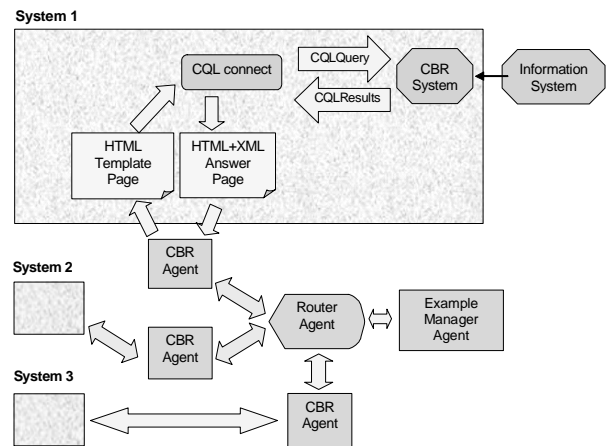 System 1
CQL connect
CQLQuery
CQLResults
CBR
System
Information
System
HTML
Template
Page
HTML+XML
Answer
Page
CBR
Agent
System 2
CBR
Agent
Router
Agent
Example
Manager
Agent
System 3
CBR
Agent